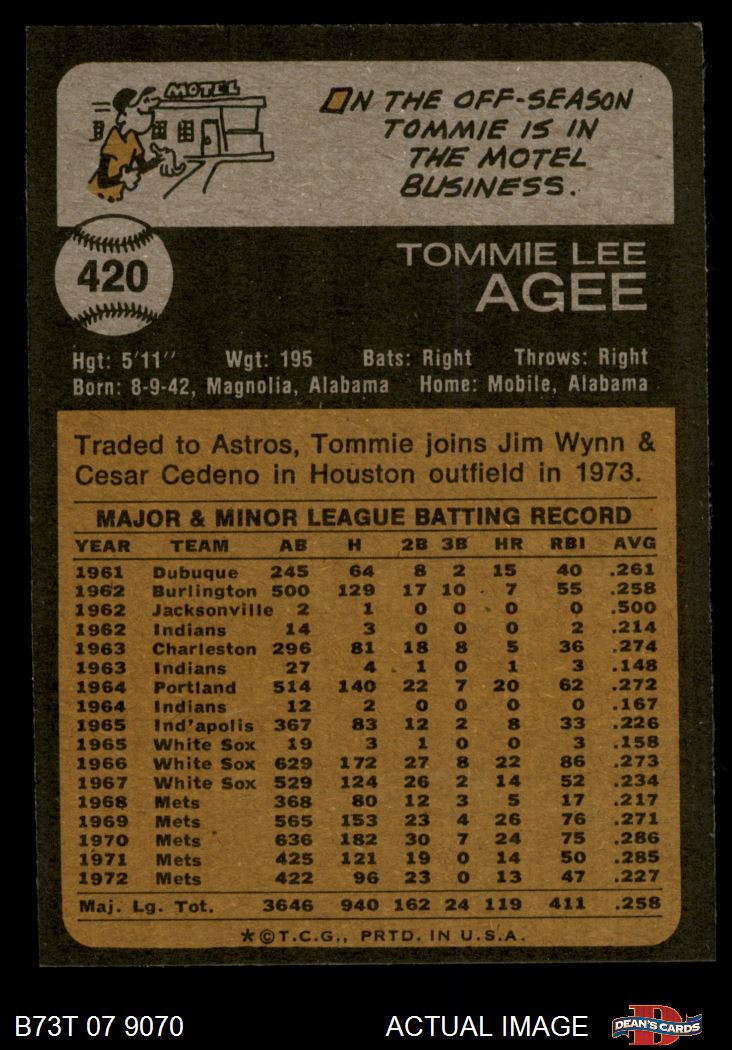 MOTEL
ON THE OFF-SEASON
TOMMIE IS IN
THE MOTEL
BUSINESS.
420
TOMMIE LEE
AGEE
Hgt: 5'11" Wgt: 195 Bats: Right Throws: Right
Born: 8-9-42, Magnolia, Alabama Home: Mobile, Alabama
Traded to Astros, Tommie joins Jim Wynn &
Cesar Cedeno in Houston outfield in 1973.
MAJOR & MINOR LEAGUE BATTING RECORD
YEAR TEAM AB H 2B 3B HR RBI AVG
1961 Dubuque 245 64 8 2 15 40 .261
1962 Burlington 500 129 17 10 7 55 .258
1962 Jacksonville 2 1 0 0 0 0 .500
1962 Indians 14 3 0 0 0 2 .214
1963 Charleston 296 81 18 8 5 36 .274
1963 Indians 27 4 1 0 1 3 .148
1964 Portland 514 140 22 7 20 62 .272
1964 Indians 12 2 0 0 0 0 .167
1965 Ind'apolis 367 83 12 2 8 33 .226
1965 White Sox 19 3 1 0 0 3 .158
1966 White Sox 629 172 27 8 22 86 .273
1967 White Sox 529 124 26 2 14 52 .234
1968 Mets 368 80 12 3 5 17 .217
1969 Mets 565 153 23 4 26 76 .271
1970 Mets 636 182 30 7 24 75 .286
1971 Mets 425 121 19 0 14 50 .285
1972 Mets 422 96 23 0 13 47 .227
Maj. Lg. Tot. 3646 940 162 24 119 411 .258
*©T.C.G., PRTD. IN U.S.A.
B73T 07 9070 ACTUAL IMAGE D DEAN'S CARDS